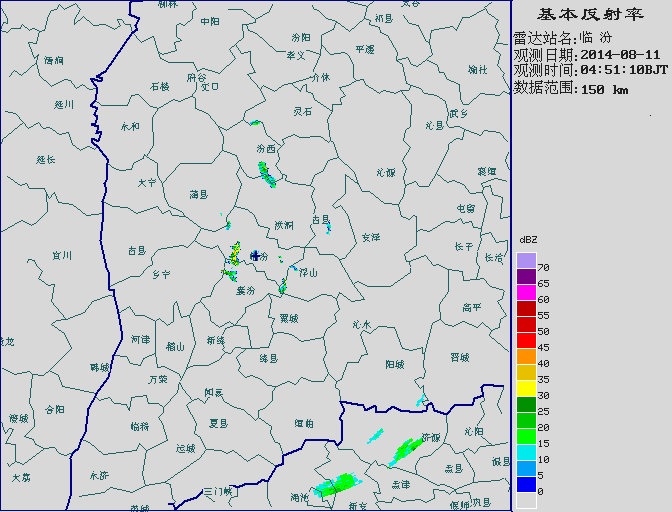 基本反射率
雷达站名:临 汾
观测日期:2014-08-11
观测时间:04:51:10BJT
数据范围:150 km
dBZ
70
65
60
55
50
45
40
35
30
25
20
15
10
5
0
中阳
祁县
汾阳
孝义
平遥
清涧
介休
榆社
石楼
交口
延川
灵石
武乡
永和
沁县
汾西
延长
沁源
襄垣
大宁
蒲县
屯留
洪洞
古县
安泽
长子
吉县
宜川
汾
长治
乡宁
浮山
襄汾
高平
翼城
沁水
河津
稷山
新绛
绛县
晋城
韩城
阳城
万荣
闻喜
合阳
澄城
临猗
夏县
垣曲
济源
沁阳
运城
孟县
温县
大荔
永济
三门峡
渑池
孟津
新安
偃师
巩县